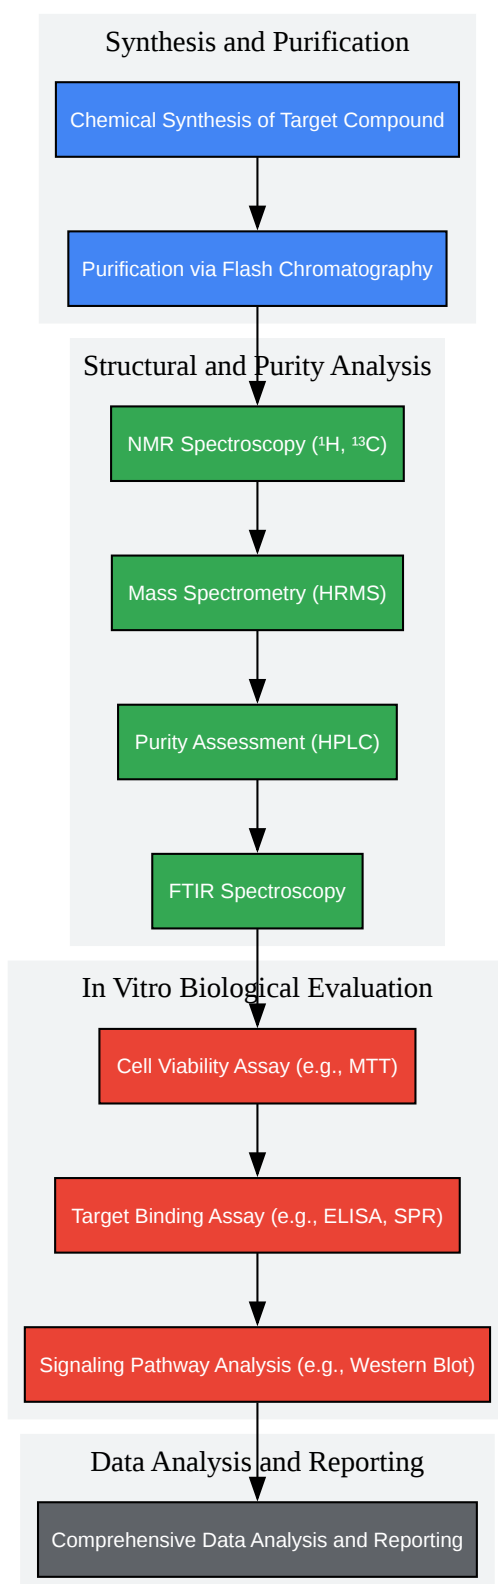 Synthesis and Purification
Chemical Synthesis of Target Compound
Purification via Flash Chromatography
Structural and Purity Analysis
NMR Spectroscopy (¹H, ¹³C)
Mass Spectrometry (HRMS)
Purity Assessment (HPLC)
FTIR Spectroscopy
In Vitro Biological Evaluation
Cell Viability Assay (e.g., MTT)
Target Binding Assay (e.g., ELISA, SPR)
Signaling Pathway Analysis (e.g., Western Blot)
Data Analysis and Reporting
Comprehensive Data Analysis and Reporting